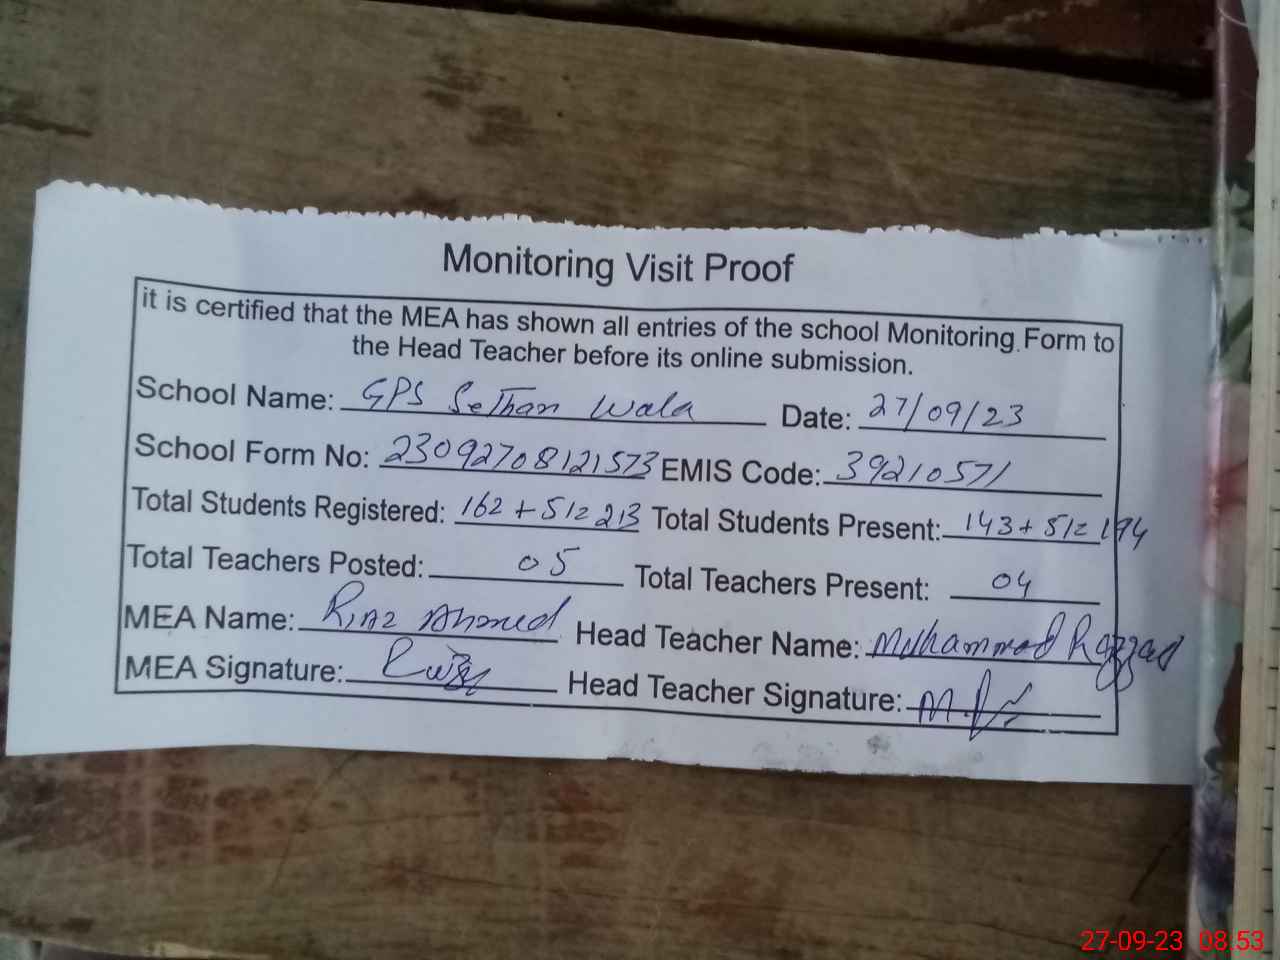 Monitoring Visit Proof
it is certified that the MEA has shown all entries of the school Monitoring Form to
the Head Teacher before its online submission.
School Name: GPS Sethan Wala Date: 27/09/23
School Form No: 23092708121573 EMIS Code: 39210571
Total Students Registered: 162 + 51 = 213 Total Students Present: 143 + 51 = 194
Total Teachers Posted: 05 Total Teachers Present: 04
MEA Name: Riaz Ahmed Head Teacher Name: Muhammad Razzad
MEA Signature: Head Teacher Signature:
27-09-23 08:53